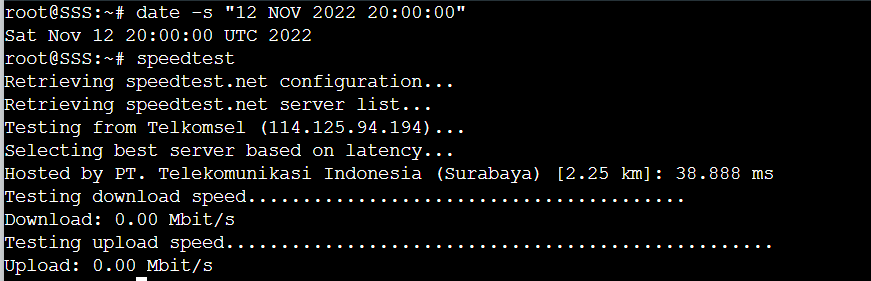 root@SSS:~# date -s "12 NOV 2022 20:00:00"
Sat Nov 12 20:00:00 UTC 2022
root@SSS:~# speedtest
Retrieving speedtest.net configuration...
Retrieving speedtest.net server list...
Testing from Telkomsel (114.125.94.194)...
Selecting best server based on latency...
Hosted by PT. Telekomunikasi Indonesia (Surabaya) [2.25 km]: 38.888 ms
Testing download speed........................................
Download: 0.00 Mbit/s
Testing upload speed..................................................
Upload: 0.00 Mbit/s